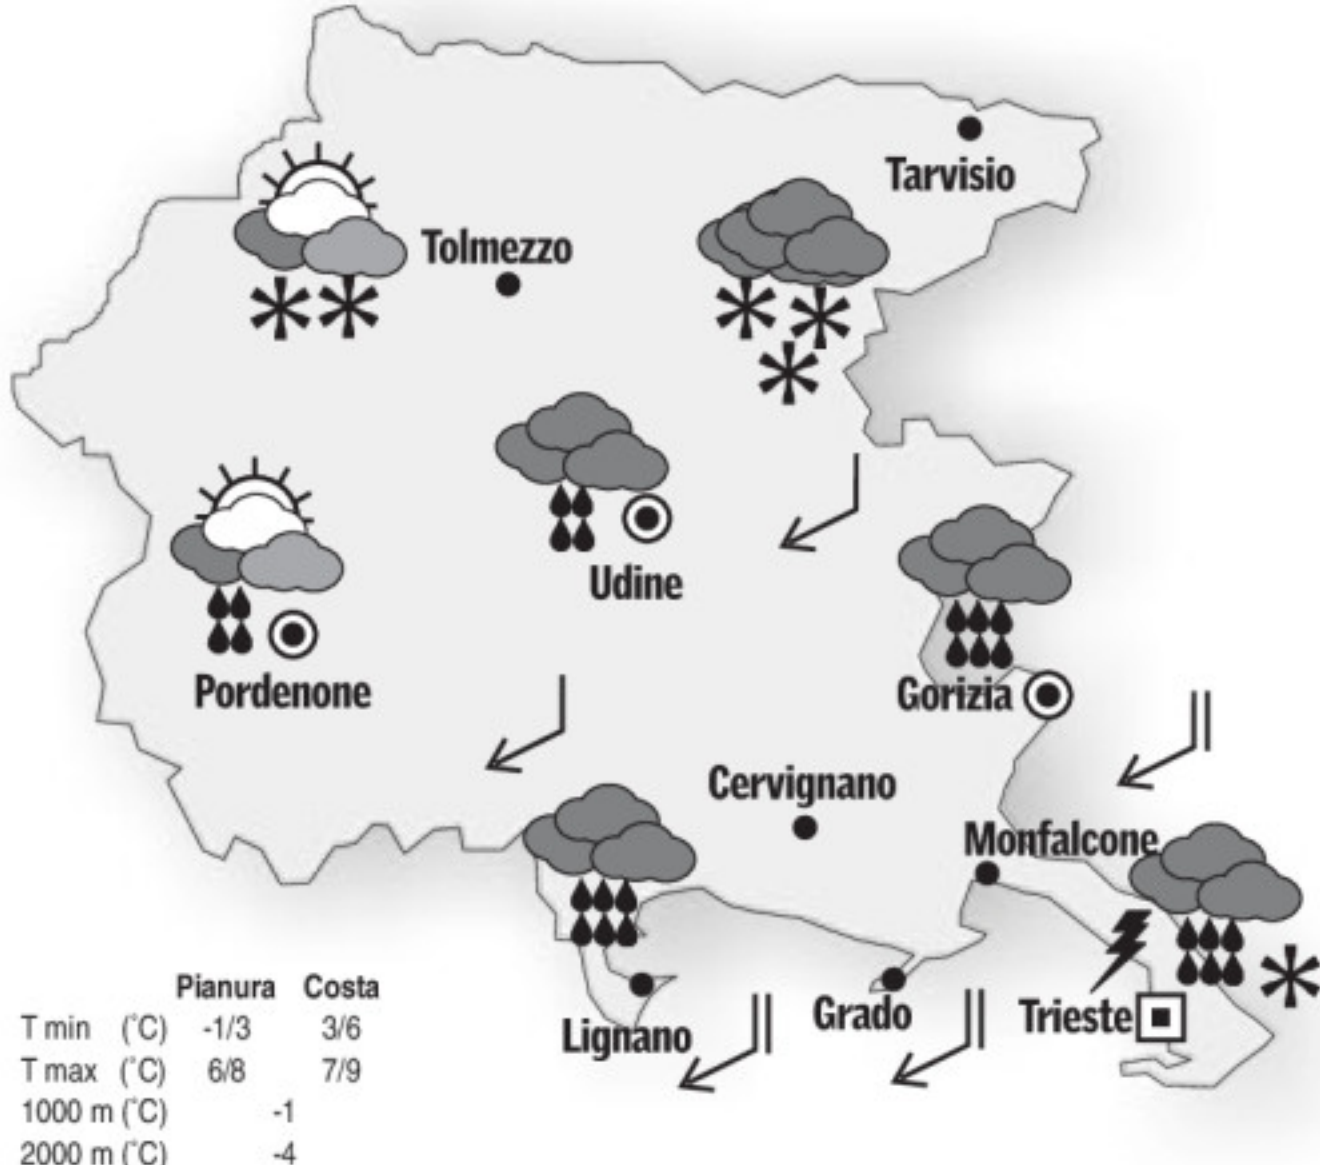 Tarvisio
Tolmezzo
Udine
Pordenone
Gorizia
Cervignano
Monfalcone
Lignano
Grado
Trieste
Pianura Costa
T min (°C) -1/3 3/6
T max (°C) 6/8 7/9
1000 m (°C) -1
2000 m (°C) -4